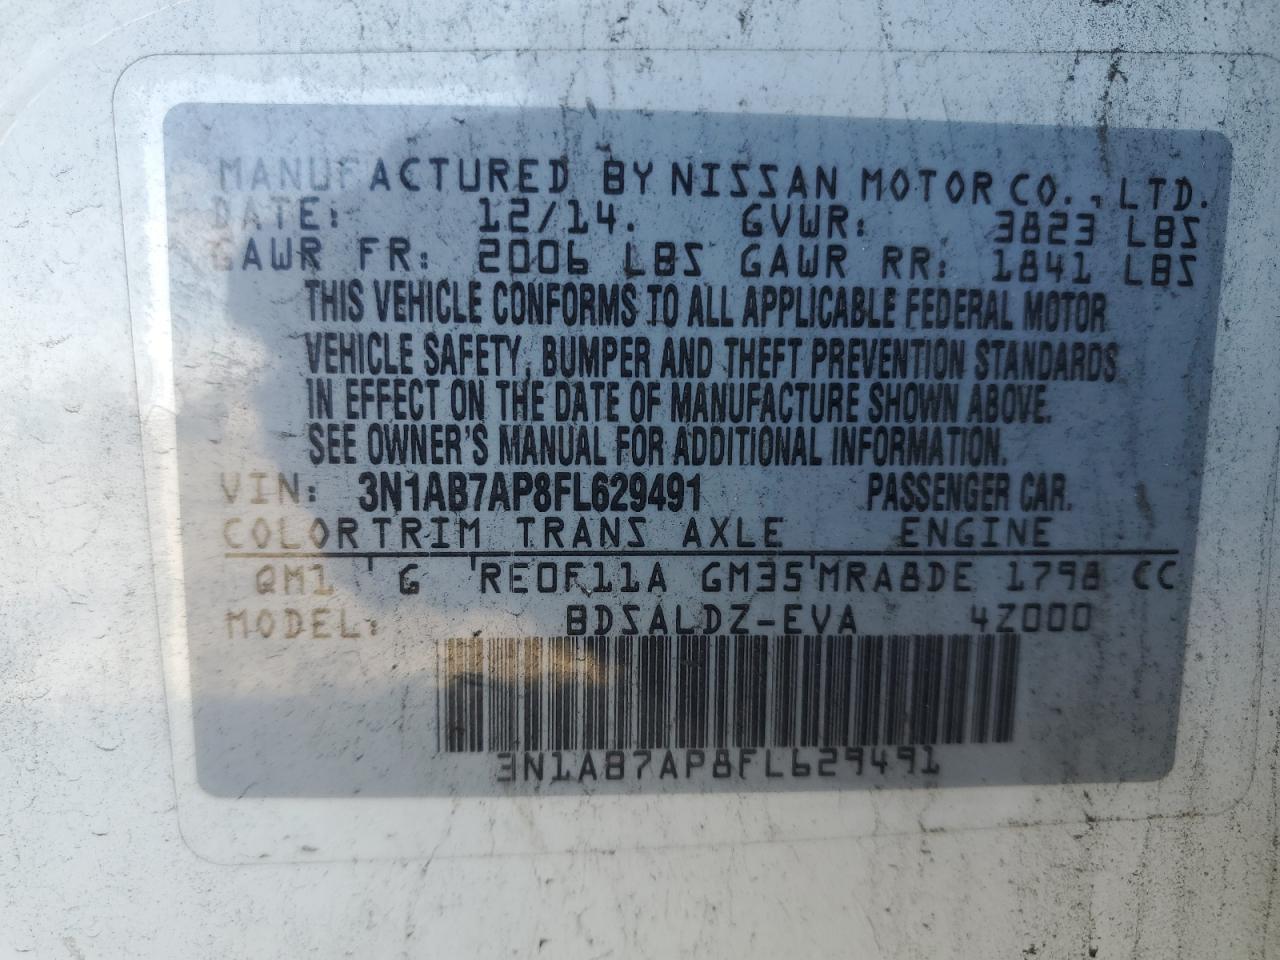 MANUFACTURED BY NISSAN MOTOR CO., LTD.
DATE: 12/14. GVWR: 3823 LBS
GAWR FR: 2006 LBS GAWR RR: 1841 LBS
THIS VEHICLE CONFORMS TO ALL APPLICABLE FEDERAL MOTOR
VEHICLE SAFETY, BUMPER AND THEFT PREVENTION STANDARDS
IN EFFECT ON THE DATE OF MANUFACTURE SHOWN ABOVE.
SEE OWNER'S MANUAL FOR ADDITIONAL INFORMATION.
VIN: 3N1AB7AP8FL629491 PASSENGER CAR.
COLOR TRIM TRANS AXLE ENGINE
QM1 'G 'RE0F11A GM35'MRA8DE 1798 CC
MODEL: BDSALDZ-EVA 4Z000
3N1AB7AP8FL629491